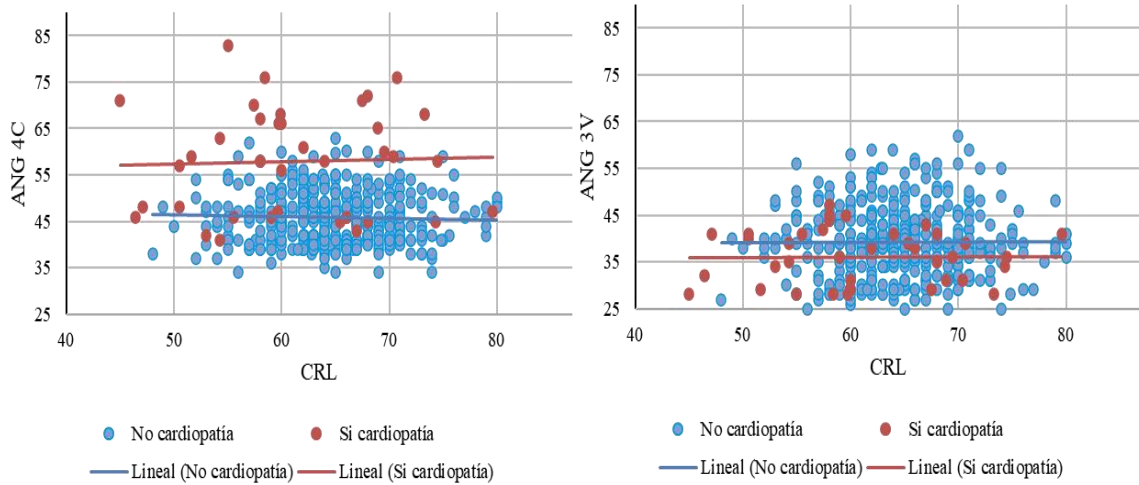 ANG 4C
85
75
65
55
45
35
25
40
50
60
70
80
CRL
No cardiopatía
Si cardiopatía
Lineal (No cardiopatía)
Lineal (Si cardiopatía)
ANG 3V
85
75
65
55
45
35
25
40
50
60
70
80
CRL
No cardiopatía
Si cardiopatía
Lineal (No cardiopatía)
Lineal (Si cardiopatía)